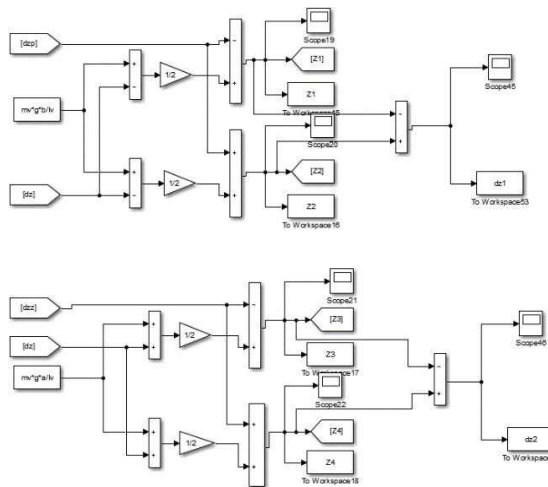 [dzp]
1/2
Scope19
[Z1]
Z1
To Workspace45
mv*g*b/lv
Scope20
Scope45
[dz]
1/2
[Z2]
Z2
To Workspace16
dz1
To Workspace53
Scope21
[dzz]
1/2
[Z3]
[dz]
Z3
To Workspace17
Scope46
mv*g*a/lv
Scope22
1/2
[Z4]
Z4
To Workspace18
dz2
To Workspace